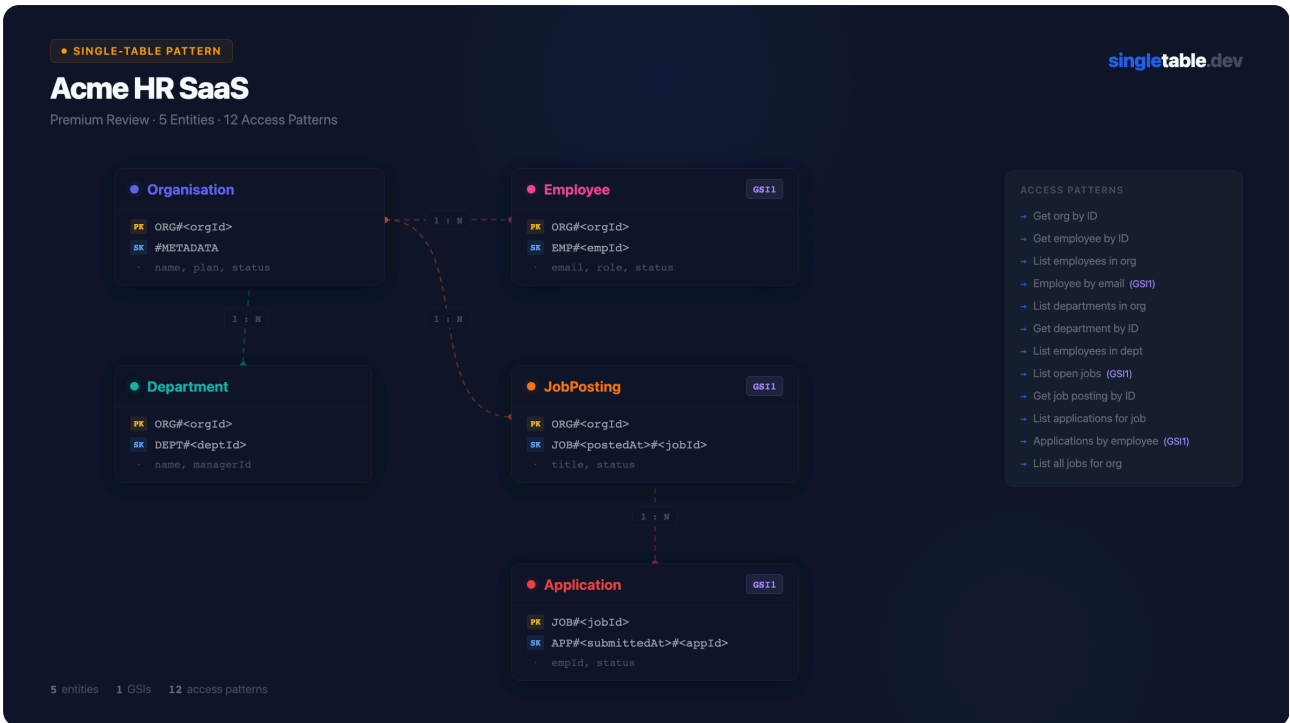 SINGLE-TABLE PATTERN
Acme HR SaaS
Premium Review · 5 Entities · 12 Access Patterns
singletable.dev
Organisation
PK ORG#<orgId>
SK #METADATA
· name, plan, status
1 : N
Employee GSI1
PK ORG#<orgId>
SK EMP#<empId>
· email, role, status
1 : N
1 : N
Department
PK ORG#<orgId>
SK DEPT#<deptId>
· name, managerId
JobPosting GSI1
PK ORG#<orgId>
SK JOB#<postedAt>#<jobId>
· title, status
1 : N
Application GSI1
PK JOB#<jobId>
SK APP#<submittedAt>#<appId>
· empId, status
ACCESS PATTERNS
→ Get org by ID
→ Get employee by ID
→ List employees in org
→ Employee by email (GSI1)
→ List departments in org
→ Get department by ID
→ List employees in dept
→ List open jobs (GSI1)
→ Get job posting by ID
→ List applications for job
→ Applications by employee (GSI1)
→ List all jobs for org
5 entities 1 GSIs 12 access patterns